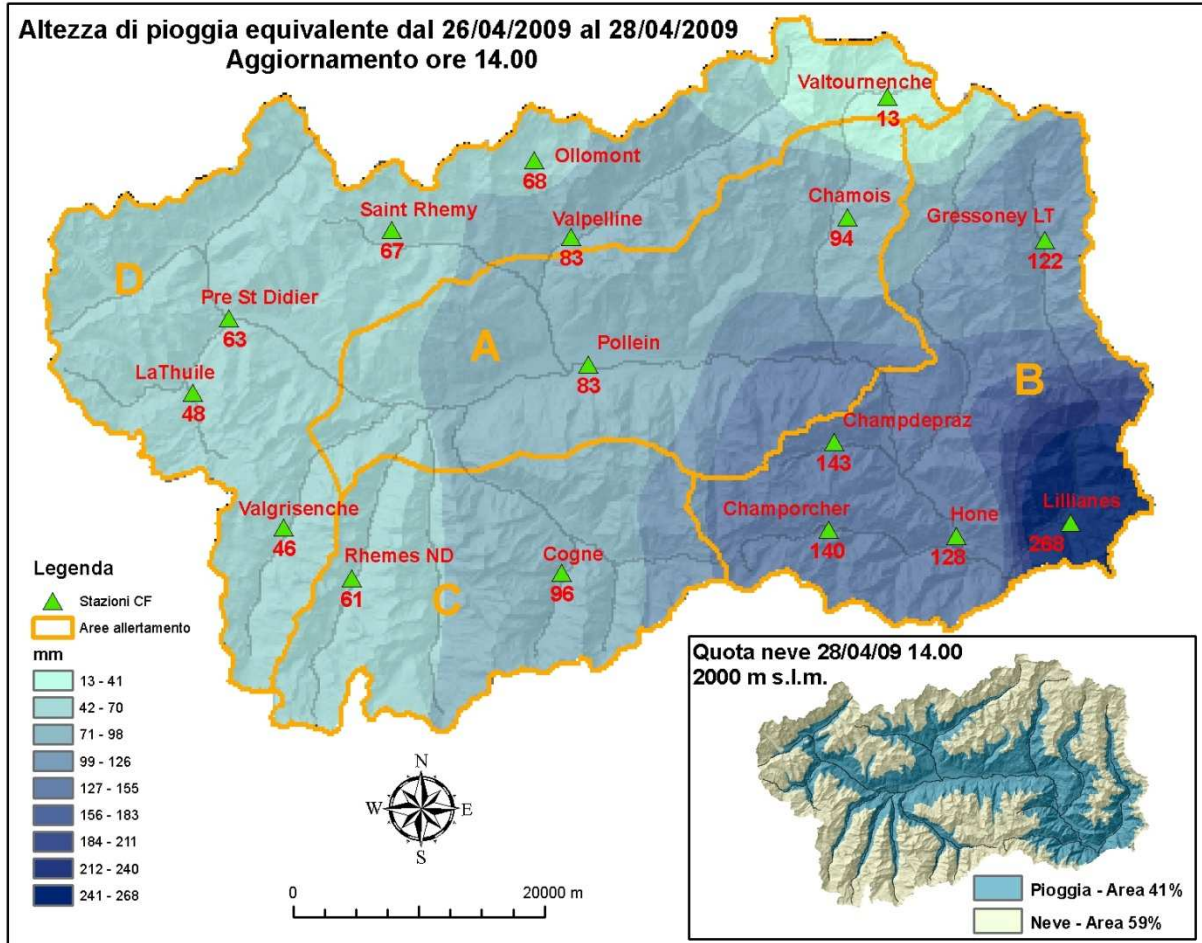 Altezza di pioggia equivalente dal 26/04/2009 al 28/04/2009
Aggiornamento ore 14.00
Valtournenche
13
Ollomont
68
Saint Rhemy
67
Valpelline
83
Chamois
94
Gressoney LT
122
D
Pre St Didier
63
A
Pollein
83
LaThuile
48
B
Champdepraz
143
Valgrisenche
46
Rhemes ND
61
C
Cogne
96
Champorcher
140
Hone
128
Lillianes
268
Legenda
Stazioni CF
Aree allertamento
mm
13 - 41
42 - 70
71 - 98
99 - 126
127 - 155
156 - 183
184 - 211
212 - 240
241 - 268
N
W
E
S
0
20000 m
Quota neve 28/04/09 14.00
2000 m s.l.m.
Pioggia - Area 41%
Neve - Area 59%